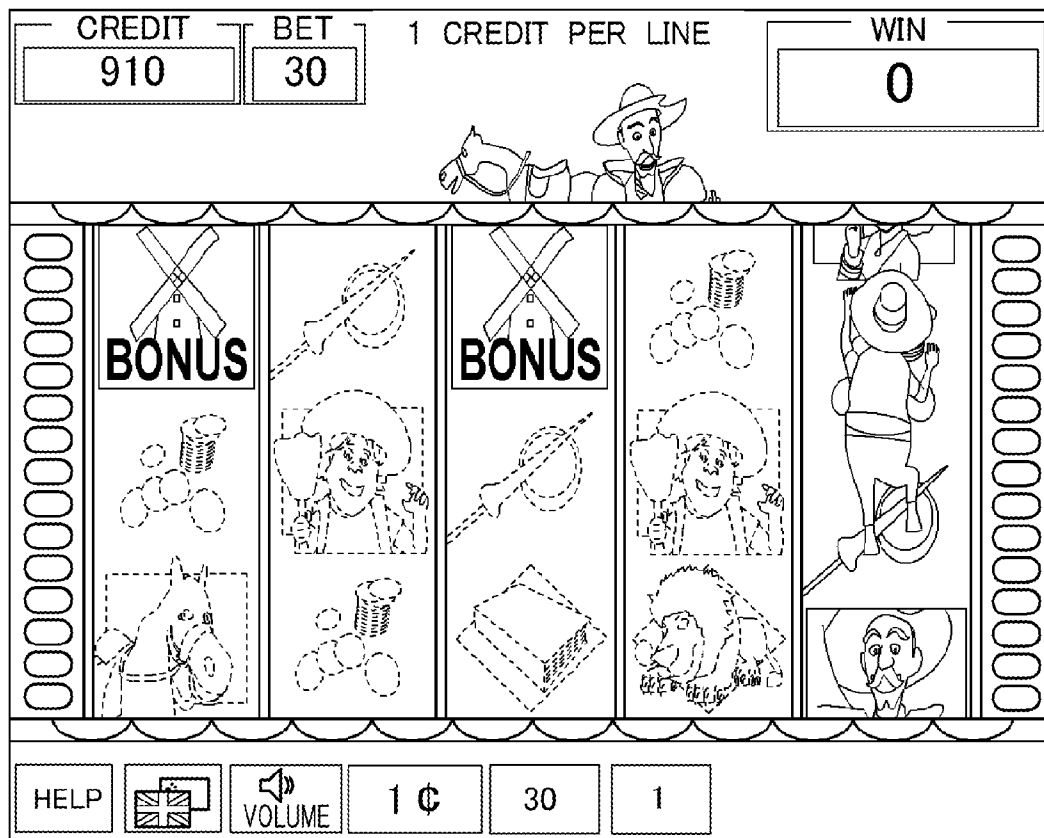 CREDIT
910
BET
30
1 CREDIT PER LINE
WIN
0
BONUS
BONUS
HELP
VOLUME
1 ¢
30
1